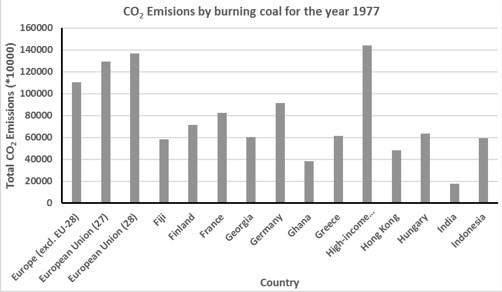 CO₂ Emisions by burning coal for the year 1977
Total CO₂ Emissions (*10000)
160000
140000
120000
100000
80000
60000
40000
20000
0
Europe (excl. EU-28)
European Union (27)
European Union (28)
Fiji
Finland
France
Georgia
Germany
Ghana
Greece
High-income...
Hong Kong
Hungary
India
Indonesia
Country